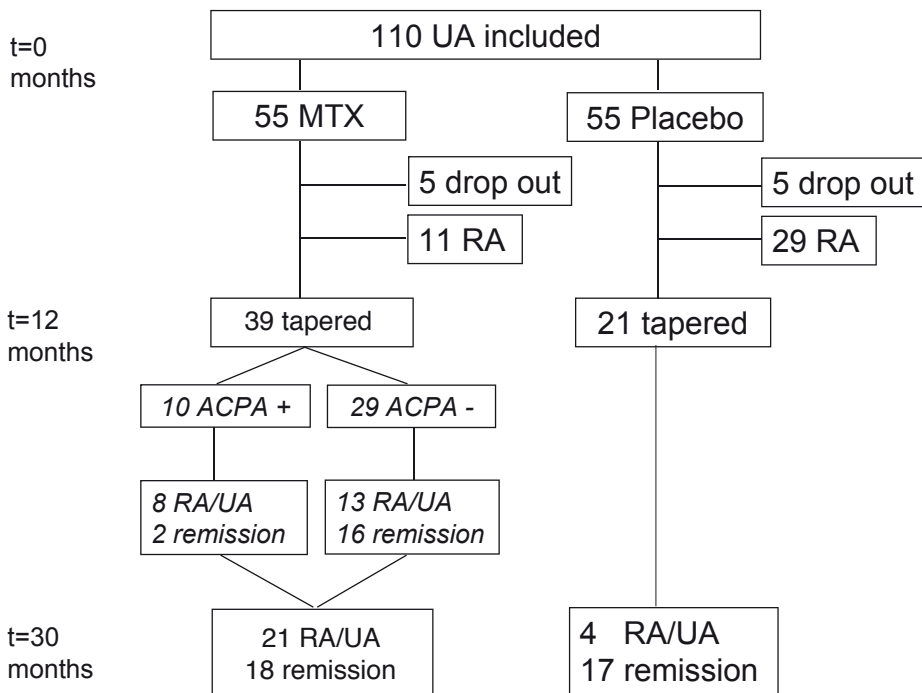 110 UA included
t=0
months
55 MTX
55 Placebo
5 drop out
5 drop out
11 RA
29 RA
t=12
months
39 tapered
21 tapered
10 ACPA +
29 ACPA -
8 RA/UA
2 remission
13 RA/UA
16 remission
t=30
months
21 RA/UA
18 remission
4 RA/UA
17 remission